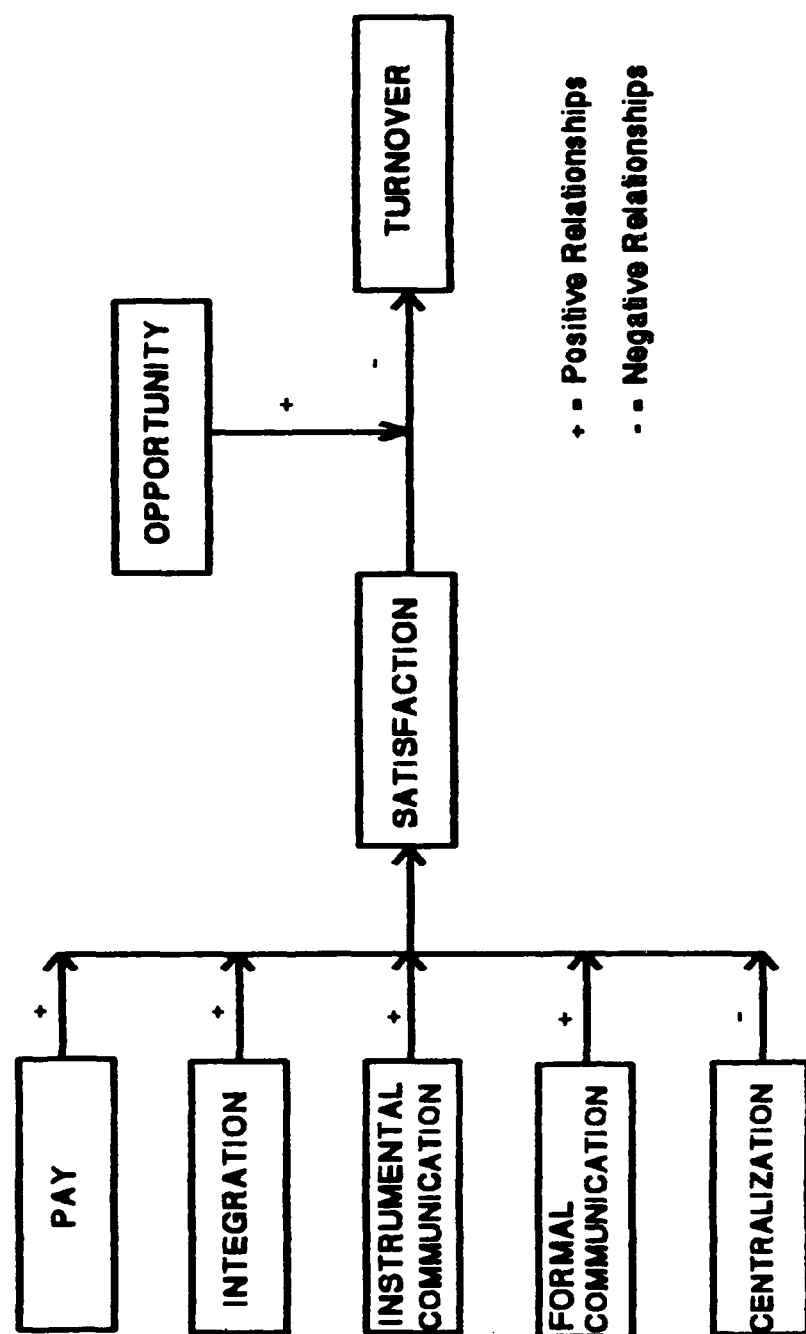 PAY
+
INTEGRATION
+
INSTRUMENTAL
COMMUNICATION
+
FORMAL
COMMUNICATION
+
CENTRALIZATION
-
SATISFACTION
OPPORTUNITY
+
-
TURNOVER
+ = Positive Relationships
- = Negative Relationships